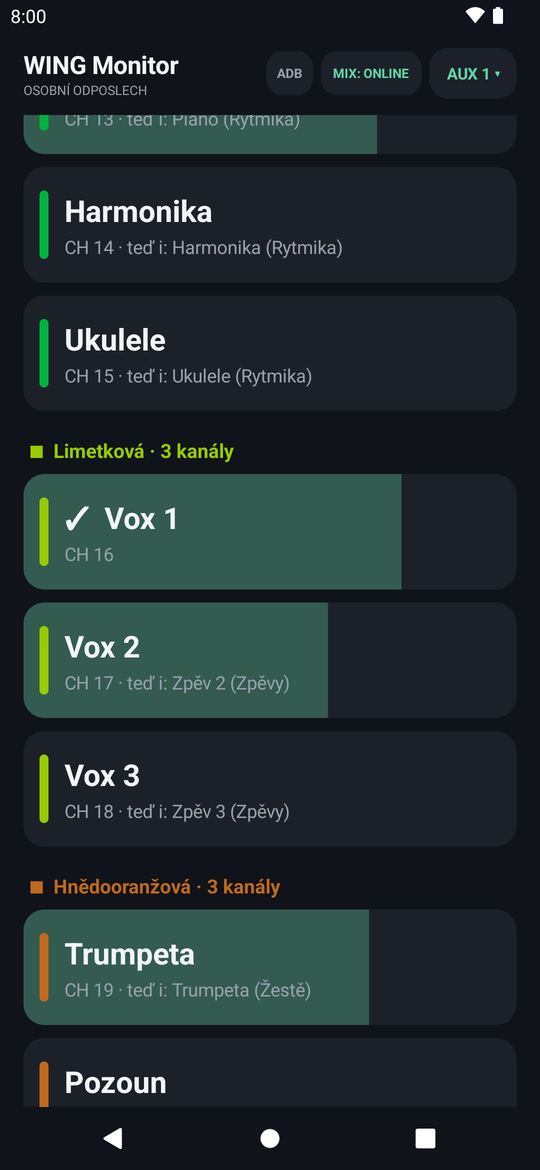 8:00
WING Monitor
OSOBNÍ ODPOSLECH
ADB
MIX: ONLINE
AUX 1 ▾
CH 13 · teď i: Piano (Rytmika)
Harmonika
CH 14 · teď i: Harmonika (Rytmika)
Ukulele
CH 15 · teď i: Ukulele (Rytmika)
■ Limetková · 3 kanály
✓ Vox 1
CH 16
Vox 2
CH 17 · teď i: Zpěv 2 (Zpěvy)
Vox 3
CH 18 · teď i: Zpěv 3 (Zpěvy)
■ Hnědooranžová · 3 kanály
Trumpeta
CH 19 · teď i: Trumpeta (Žestě)
Pozoun